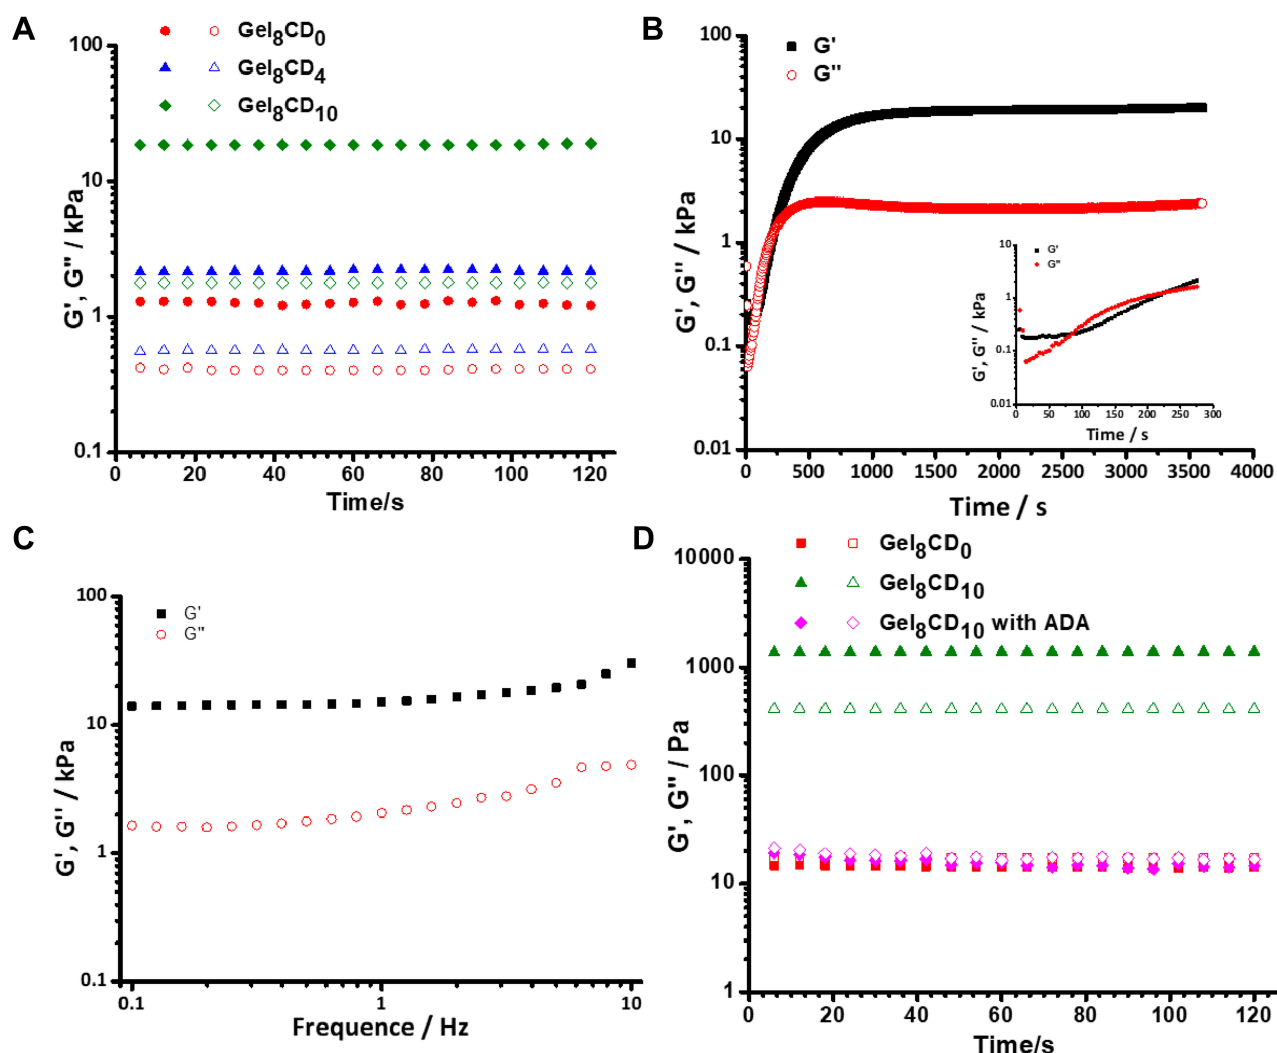 A
Gel8CD0
Gel8CD4
Gel8CD10
100
10
1
0.1
G', G" / kPa
0 20 40 60 80 100 120
Time/s
B
G'
G"
100
10
1
0.1
0.01
G', G" / kPa
0 500 1000 1500 2000 2500 3000 3500 4000
Time / s
G'
G"
10
1
0.1
0.01
G', G" / kPa
0 50 100 150 200 250 300
Time / s
C
G'
G"
100
10
1
0.1
G', G'' / kPa
0.1 1 10
Frequence / Hz
D
Gel8CD0
Gel8CD10
Gel8CD10 with ADA
10000
1000
100
10
1
G', G'' / Pa
0 20 40 60 80 100 120
Time/s